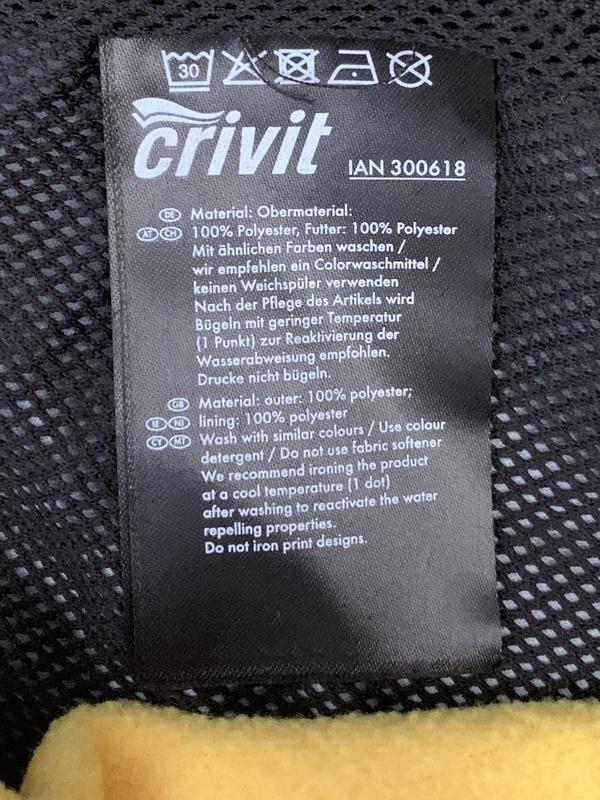 30
crivit
IAN 300618
DE Material: Obermaterial:
AT CH 100% Polyester, Futter: 100% Polyester
Mit ähnlichen Farben waschen /
wir empfehlen ein Colorwaschmittel /
keinen Weichspüler verwenden
Nach der Pflege des Artikels wird
Bügeln mit geringer Temperatur
(1 Punkt) zur Reaktivierung der
Wasserabweisung empfohlen.
Drucke nicht bügeln.
GB Material: outer: 100% polyester;
IE NI lining: 100% polyester
CY MT Wash with similar colours / Use colour
detergent / Do not use fabric softener
We recommend ironing the product
at a cool temperature (1 dot)
after washing to reactivate the water
repelling properties.
Do not iron print designs.